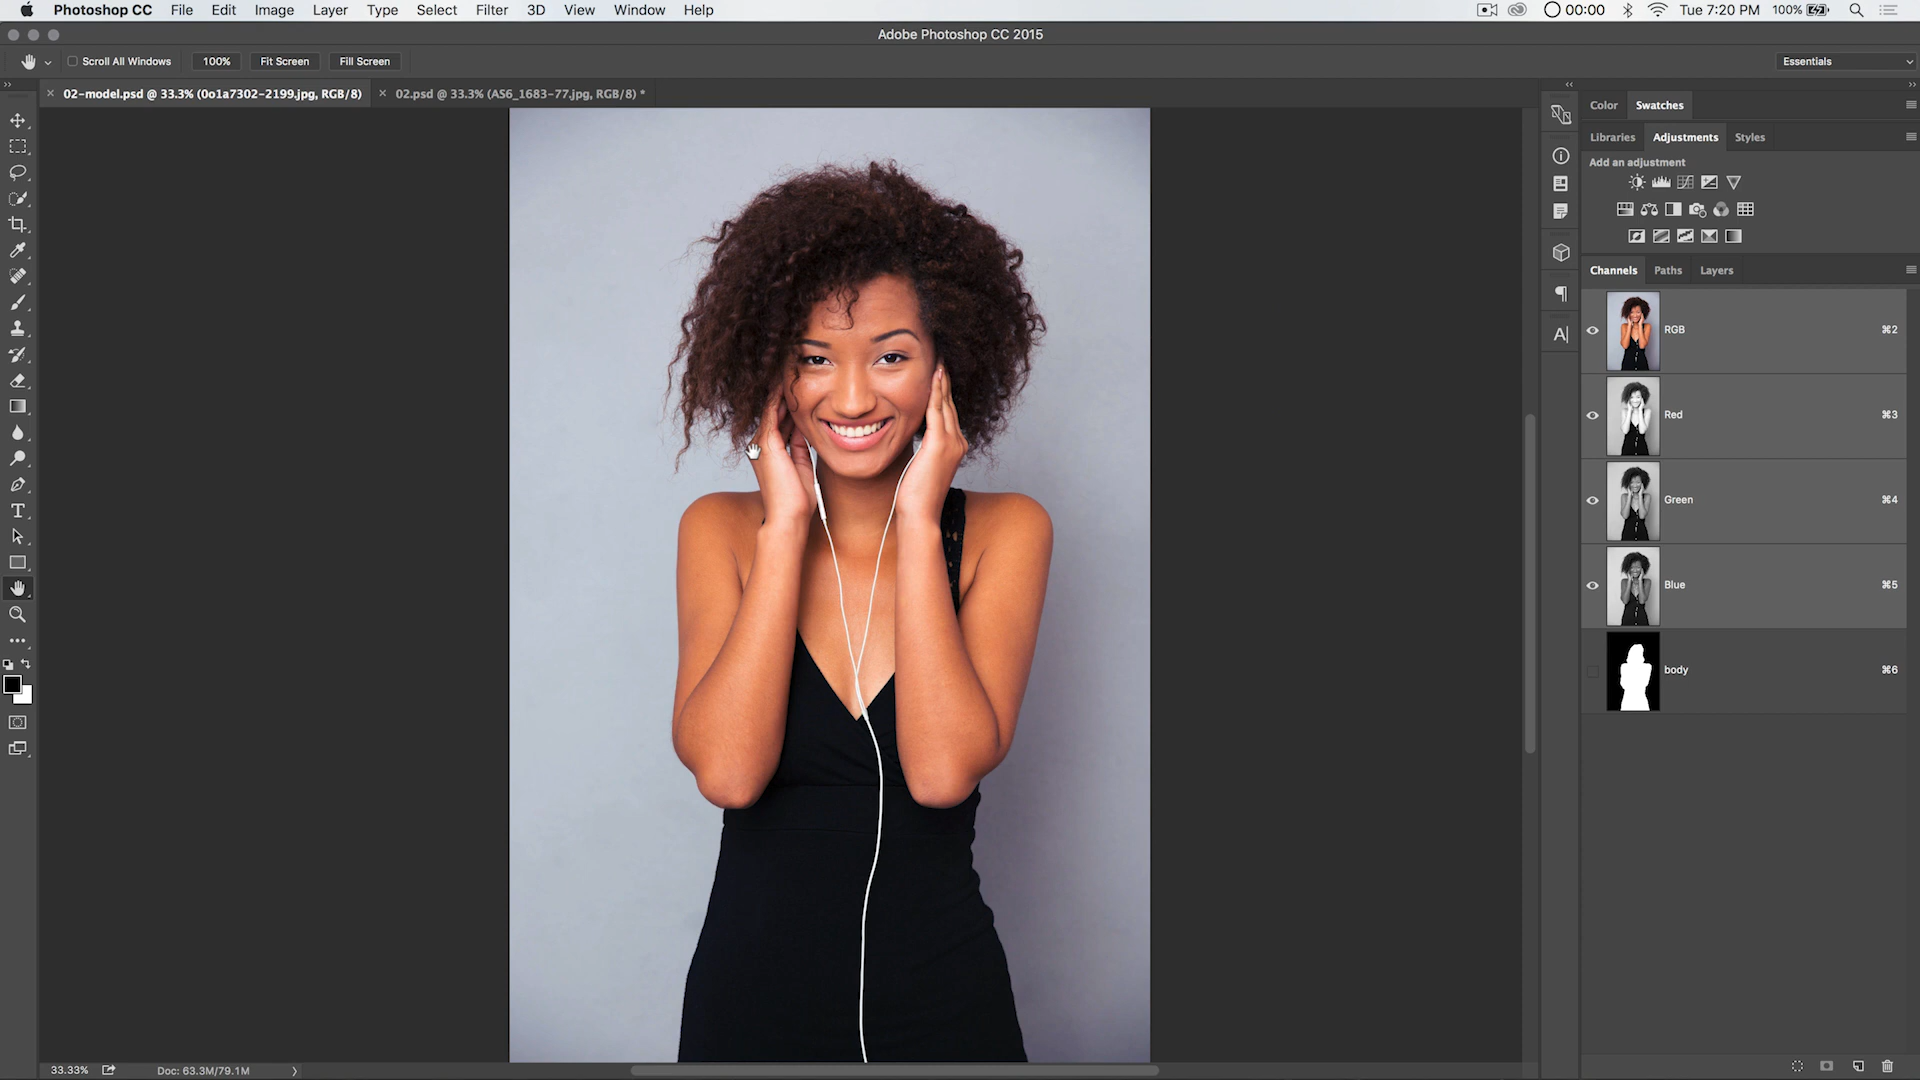 Photoshop CC File Edit Image Layer Type Select Filter 3D View Window Help 00:00 Tue 7:20 PM 100%
Adobe Photoshop CC 2015
Scroll All Windows 100% Fit Screen Fill Screen Essentials
02-model.psd @ 33.3% (0o1a7302-2199.jpg, RGB/8) 02.psd @ 33.3% (AS6_1683-77.jpg, RGB/8) *
Color Swatches
Libraries Adjustments Styles
Add an adjustment
Channels Paths Layers
RGB ⌘2
Red ⌘3
Green ⌘4
Blue ⌘5
body ⌘6
33.33% Doc: 63.3M/79.1M